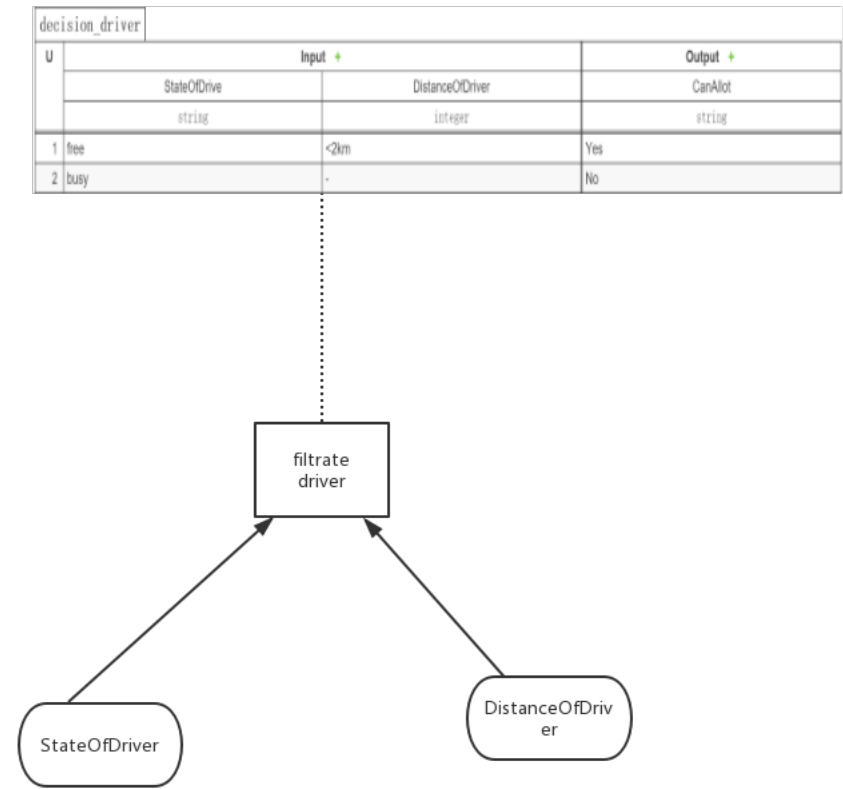 decision_driver
U Input + Output +
StateOfDrive DistanceOfDriver CanAllot
string integer string
1 free <2km Yes
2 busy - No
filtrate
driver
DistanceOfDriv
er
StateOfDriver